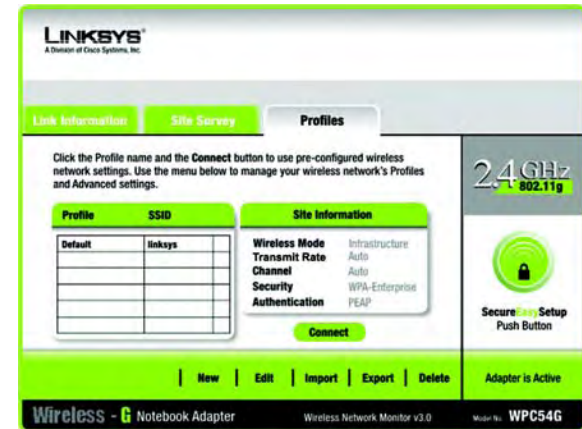 LINKSYS®
A Division of Cisco Systems, Inc.
Link Information
Site Survey
Profiles
Click the Profile name and the Connect button to use pre-configured wireless
network settings. Use the menu below to manage your wireless network's Profiles
and Advanced settings.
Profile SSID
Default linksys
Site Information
Wireless Mode Infrastructure
Transmit Rate Auto
Channel Auto
Security WPA-Enterprise
Authentication PEAP
Connect
2.4 GHz
802.11g
SecureEasySetup
Push Button
New | Edit | Import | Export | Delete
Adapter is Active
Wireless - G Notebook Adapter
Wireless Network Monitor v3.0
Model No. WPC54G